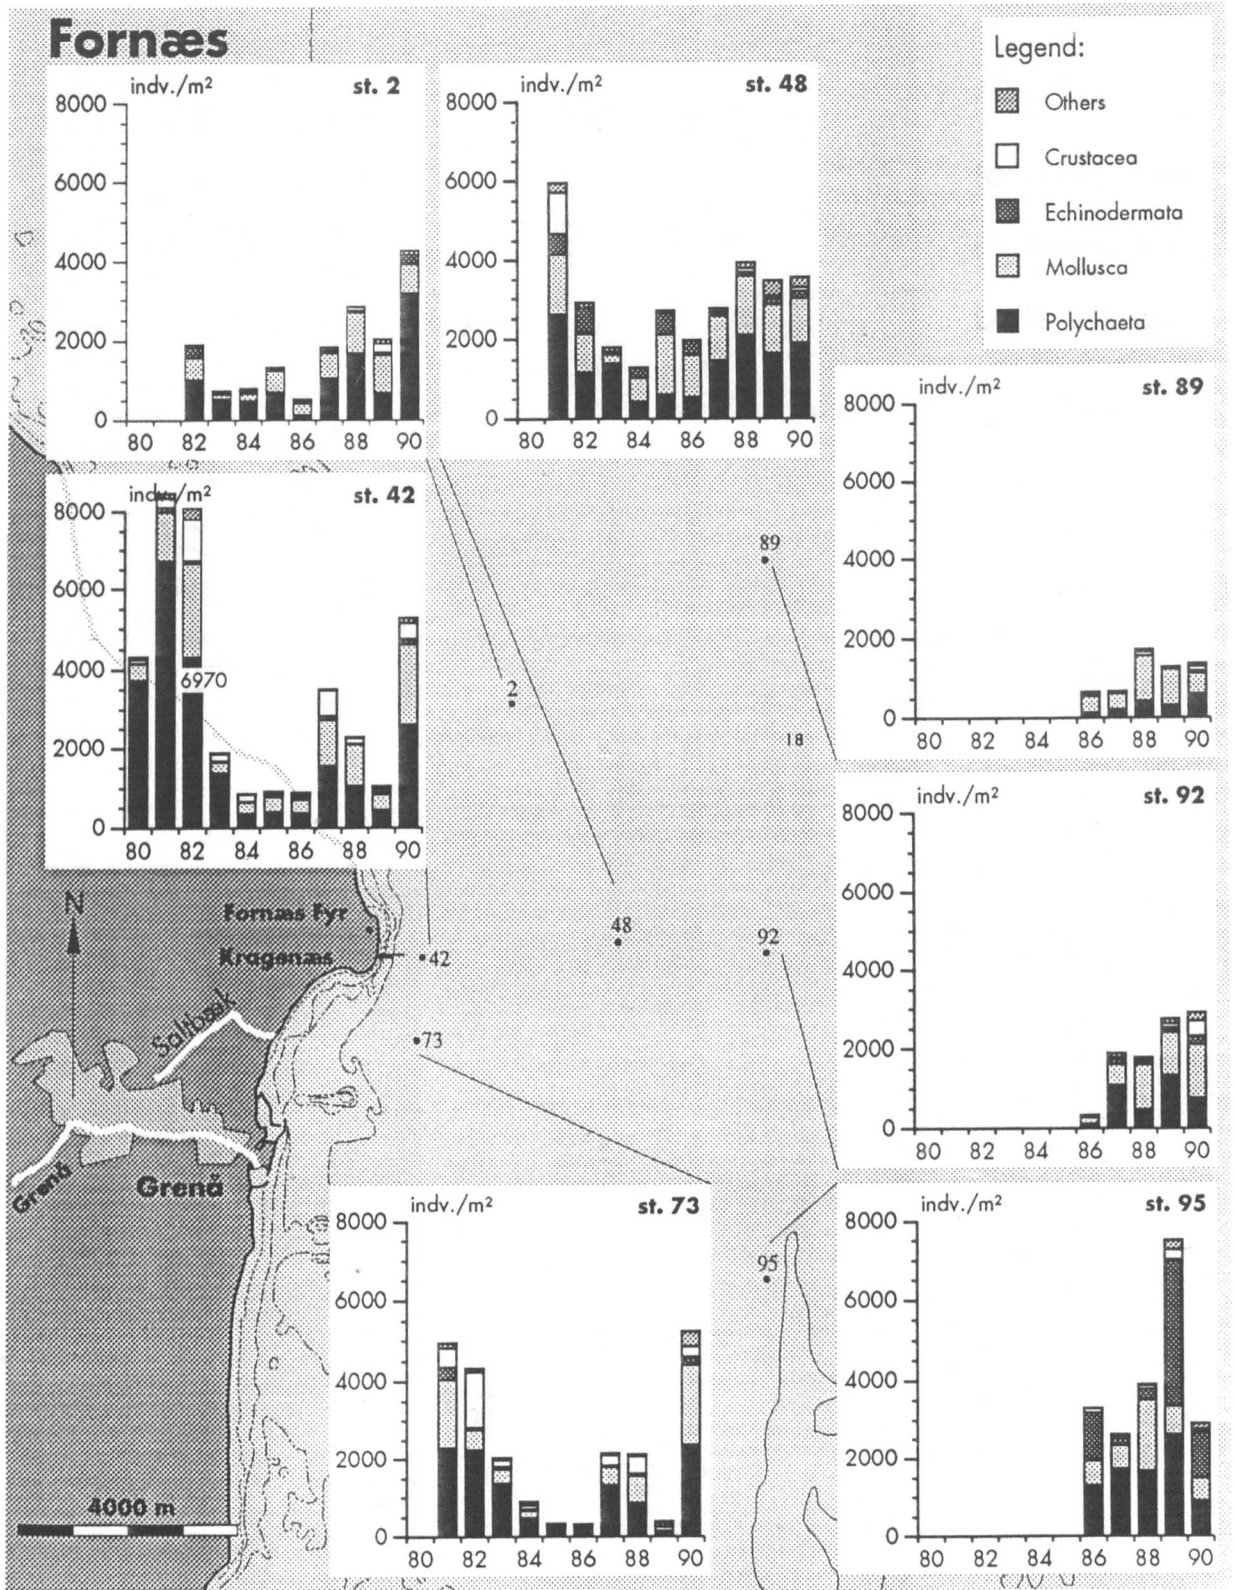 Fornæs
Legend:
Others
Crustacea
Echinodermata
Mollusca
Polychaeta
indv./m² st. 2
8000
6000
4000
2000
0
80 82 84 86 88 90
indv./m² st. 48
8000
6000
4000
2000
0
80 82 84 86 88 90
indv./m² st. 89
8000
6000
4000
2000
0
80 82 84 86 88 90
indv./m² st. 42
8000
6000
4000
2000
0
6970
80 82 84 86 88 90
89
2
18
indv./m² st. 92
8000
6000
4000
2000
0
80 82 84 86 88 90
N
Fornæs Fyr
Kragenæs
42
48
92
73
Saltbæk
Grenå
Grenå
95
4000 m
indv./m² st. 73
8000
6000
4000
2000
0
80 82 84 86 88 90
indv./m² st. 95
8000
6000
4000
2000
0
80 82 84 86 88 90